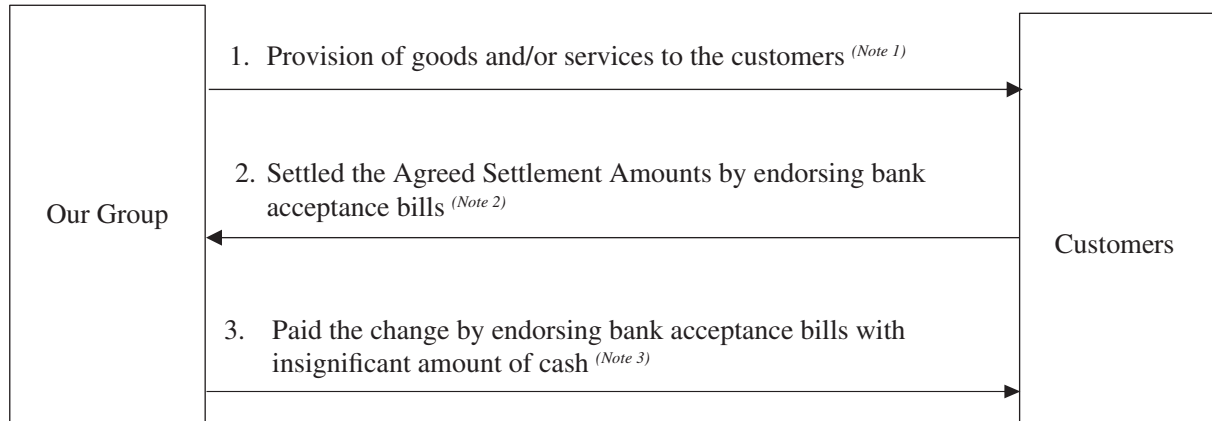 1. Provision of goods and/or services to the customers (Note 1)
2. Settled the Agreed Settlement Amounts by endorsing bank
acceptance bills (Note 2)
Our Group
Customers
3. Paid the change by endorsing bank acceptance bills with
insignificant amount of cash (Note 3)